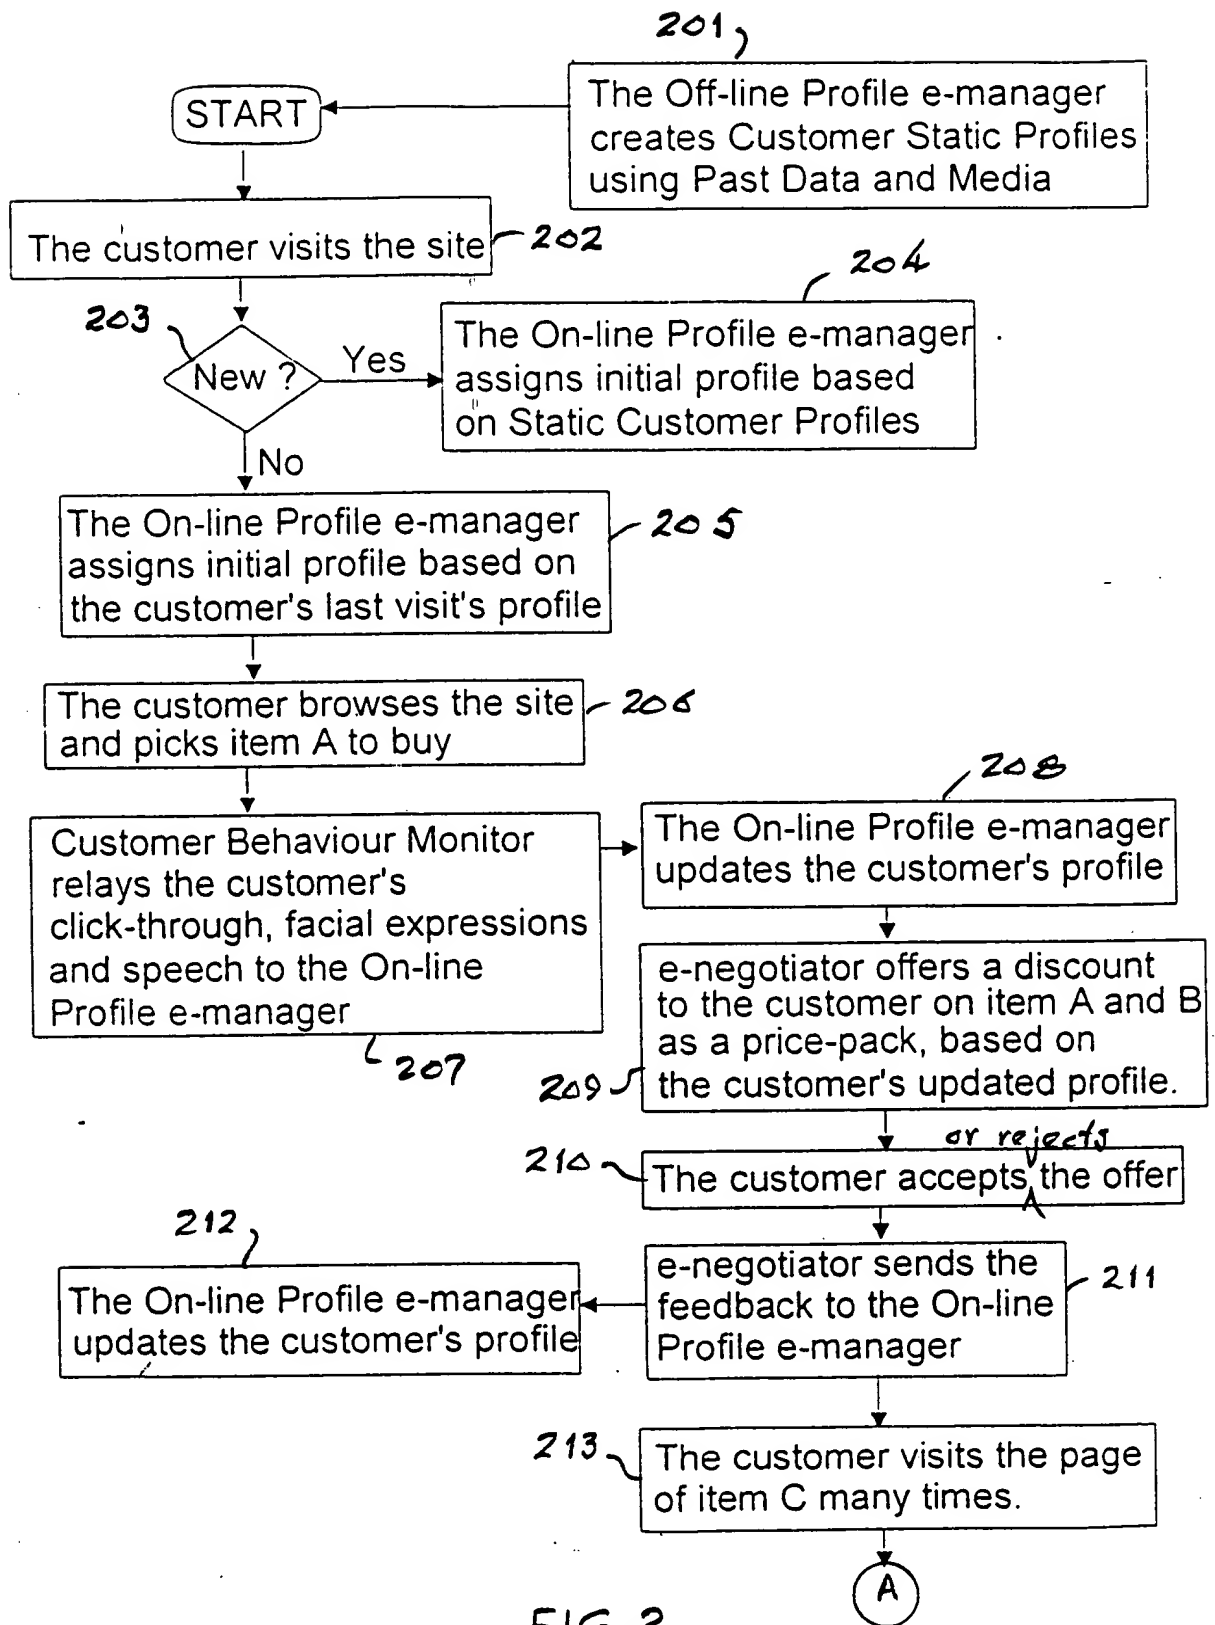 201
START
The Off-line Profile e-manager
creates Customer Static Profiles
using Past Data and Media
The customer visits the site
202
203
204
New ?
Yes
The On-line Profile e-manager
assigns initial profile based
on Static Customer Profiles
No
The On-line Profile e-manager
assigns initial profile based on
the customer's last visit's profile
205
The customer browses the site
and picks item A to buy
206
Customer Behaviour Monitor
relays the customer's
click-through, facial expressions
and speech to the On-line
Profile e-manager
207
208
The On-line Profile e-manager
updates the customer's profile
e-negotiator offers a discount
to the customer on item A and B
as a price-pack, based on
the customer's updated profile.
209
210
or rejects
The customer accepts the offer
e-negotiator sends the
feedback to the On-line
Profile e-manager
211
212
The On-line Profile e-manager
updates the customer's profile
213
The customer visits the page
of item C many times.
A